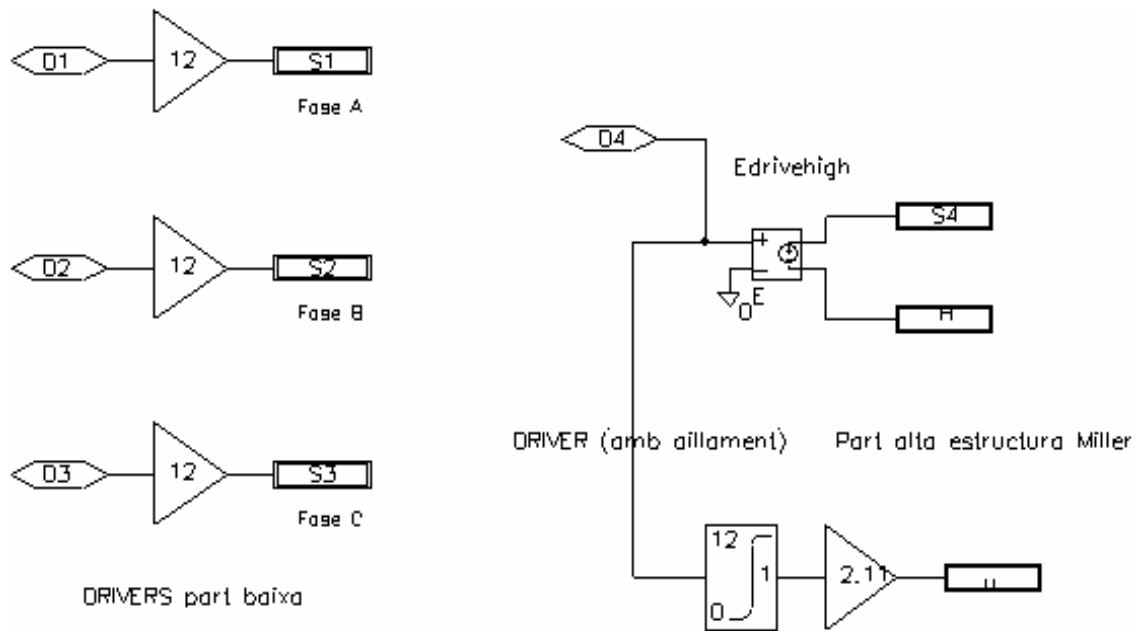 D1
12
S1
Fase A
D4
Edrivehigh
S4
D2
12
S2
+
-
E
0
Fase B
DRIVER (amb aillament)
Part alta estructura Miller
D3
12
S3
Fase C
12
1
0
2.11
DRIVERS part baixa